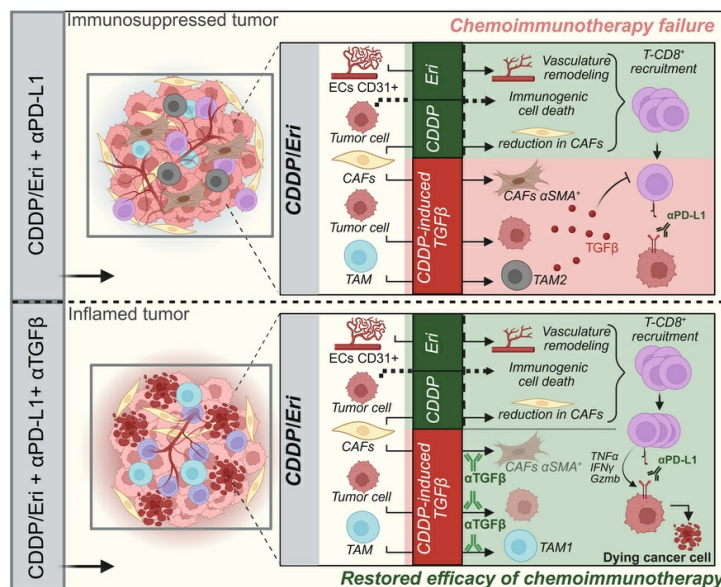 Immunosuppressed tumor
Chemoimmunotherapy failure
CDDP/Eri + αPD-L1
CDDP/Eri
ECs CD31+
Tumor cell
CAFs
Tumor cell
TAM
Eri
CDDP
CDDP-induced
TGFβ
Vasculature
remodeling
Immunogenic
cell death
reduction in CAFs
T-CD8⁺
recruitment
CAFs αSMA⁺
TGFβ
TAM2
αPD-L1
Inflamed tumor
CDDP/Eri + αPD-L1+ αTGFβ
CDDP/Eri
ECs CD31+
Tumor cell
CAFs
Tumor cell
TAM
Eri
CDDP
CDDP-induced
TGFβ
Vasculature
remodeling
Immunogenic
cell death
reduction in CAFs
T-CD8⁺
recruitment
αTGFβ
CAFs αSMA⁺
αTGFβ
TAM1
TNFα
IFNγ
Gzmb
αPD-L1
Dying cancer cell
Restored efficacy of chemoimmunotherapy